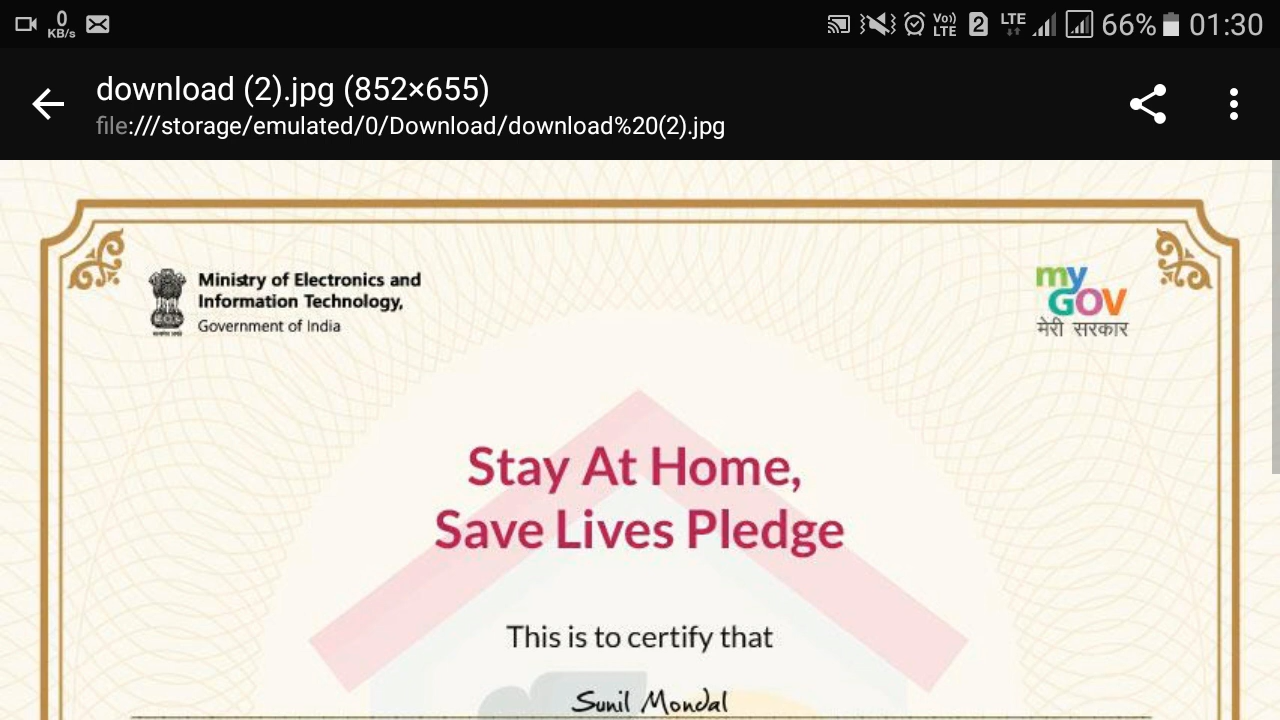 0
KB/s
Vo))
LTE
2
LTE
66%
01:30
download (2).jpg (852×655)
file:///storage/emulated/0/Download/download%20(2).jpg
Ministry of Electronics and
Information Technology,
Government of India
my
GOV
मेरी सरकार
Stay At Home,
Save Lives Pledge
This is to certify that
Sunil Mondal